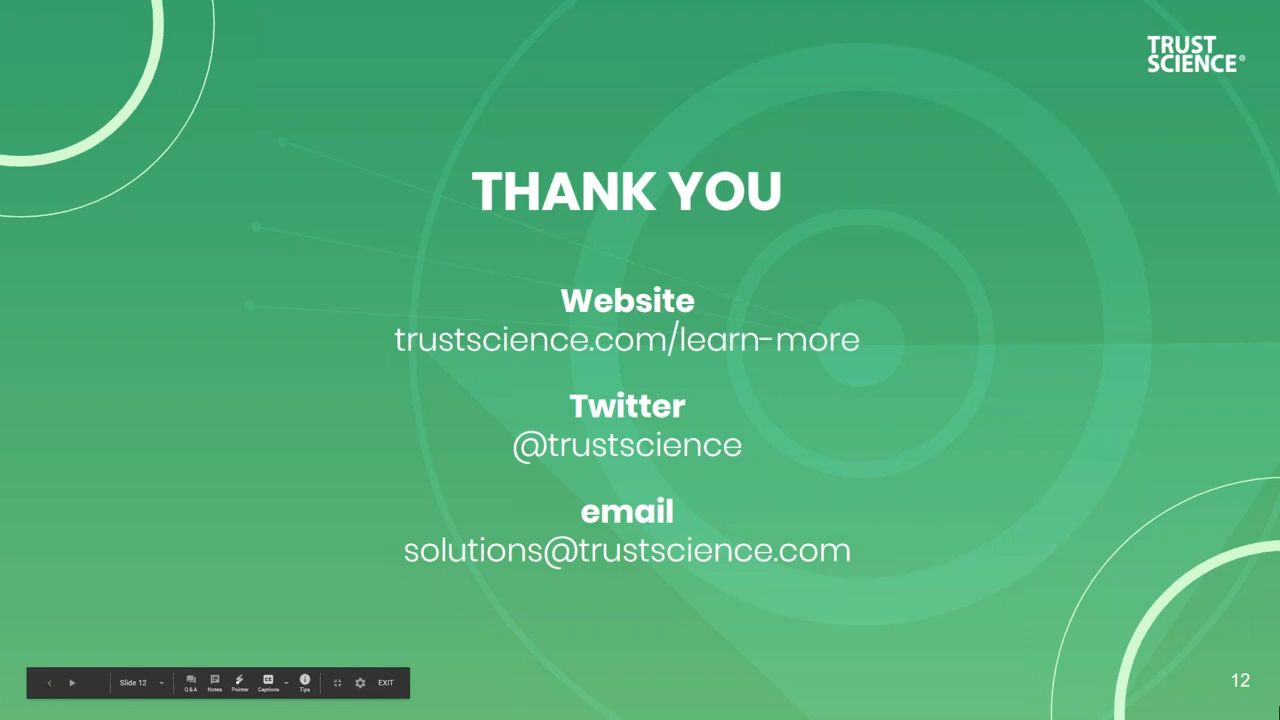 TRUST
SCIENCE®
THANK YOU
Website
trustscience.com/learn-more
Twitter
@trustscience
email
solutions@trustscience.com
Slide 12
Q&A
Notes
Pointer
CC
Captions
Tips
EXIT
12